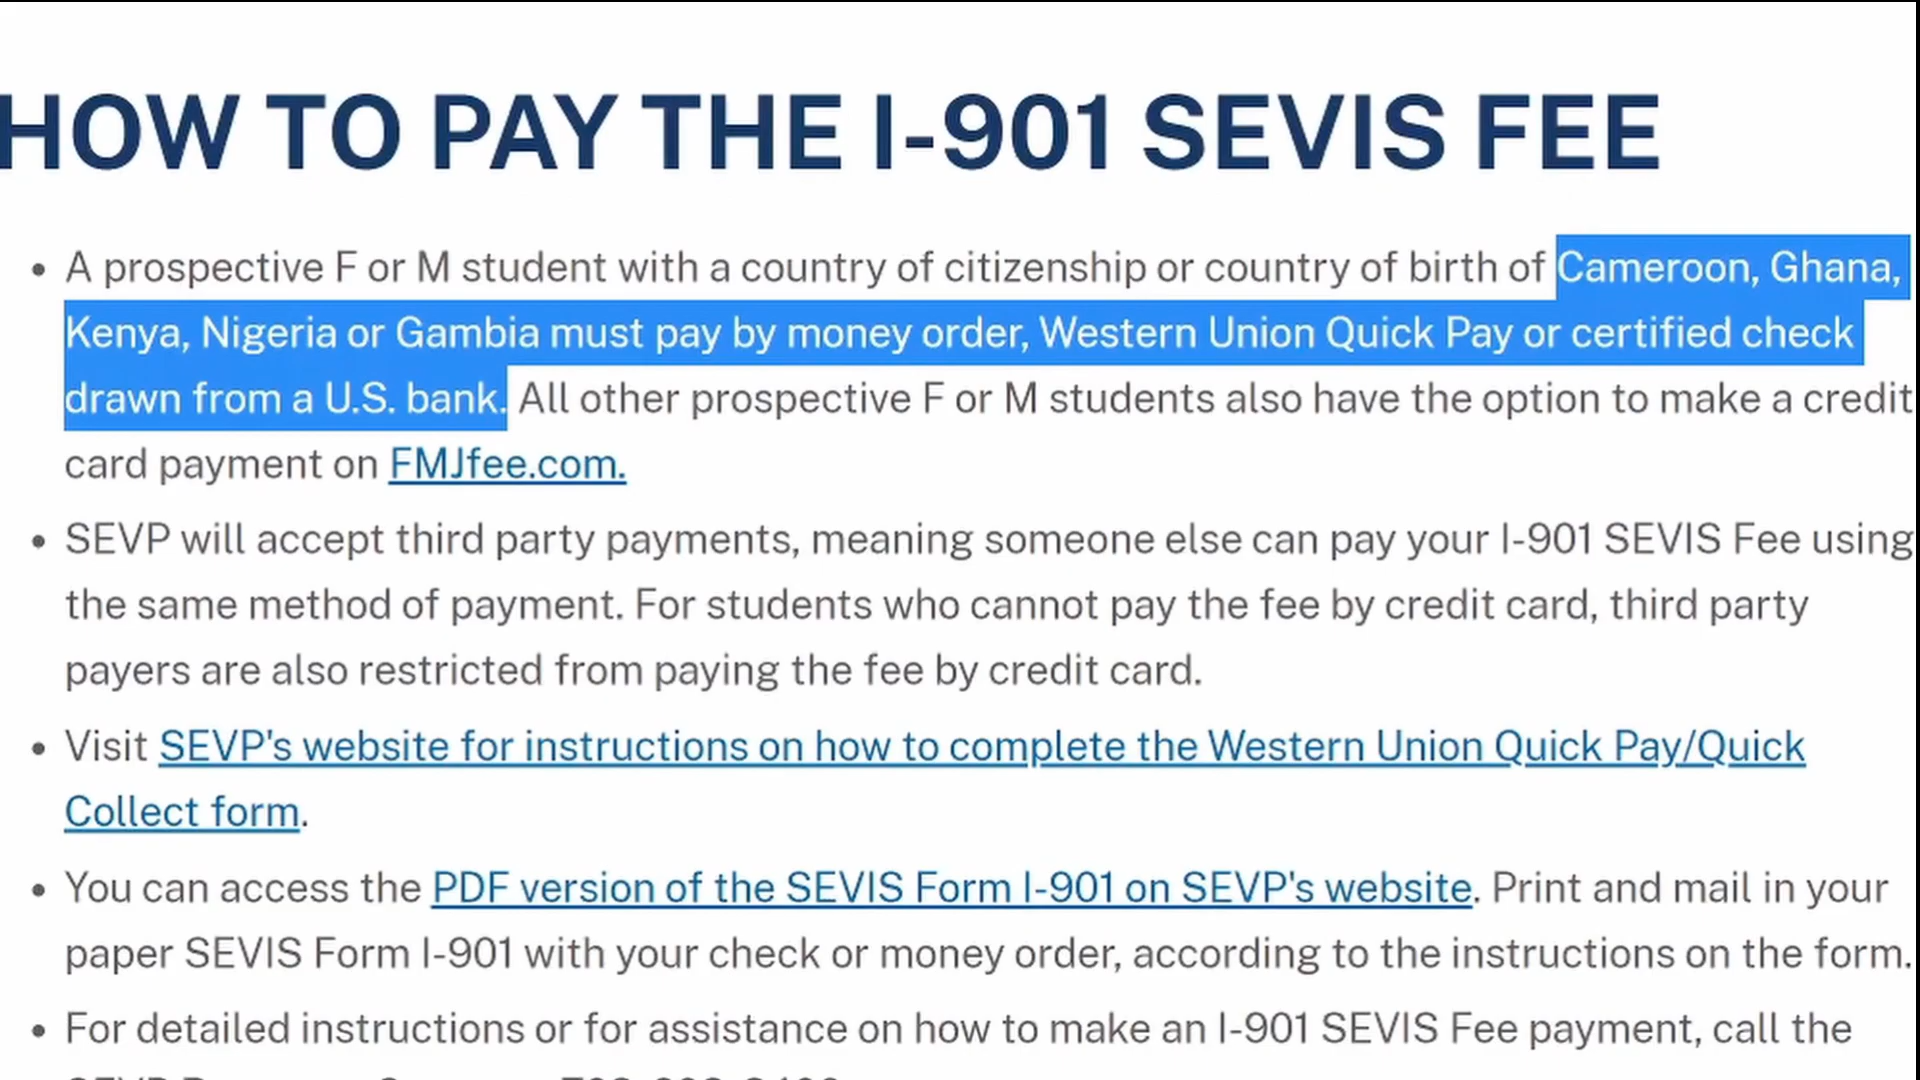 HOW TO PAY THE I-901 SEVIS FEE
• A prospective F or M student with a country of citizenship or country of birth of Cameroon, Ghana,
Kenya, Nigeria or Gambia must pay by money order, Western Union Quick Pay or certified check
drawn from a U.S. bank. All other prospective F or M students also have the option to make a credit
card payment on FMJfee.com.
• SEVP will accept third party payments, meaning someone else can pay your I-901 SEVIS Fee using
the same method of payment. For students who cannot pay the fee by credit card, third party
payers are also restricted from paying the fee by credit card.
• Visit SEVP's website for instructions on how to complete the Western Union Quick Pay/Quick
Collect form.
• You can access the PDF version of the SEVIS Form I-901 on SEVP's website. Print and mail in your
paper SEVIS Form I-901 with your check or money order, according to the instructions on the form.
• For detailed instructions or for assistance on how to make an I-901 SEVIS Fee payment, call the